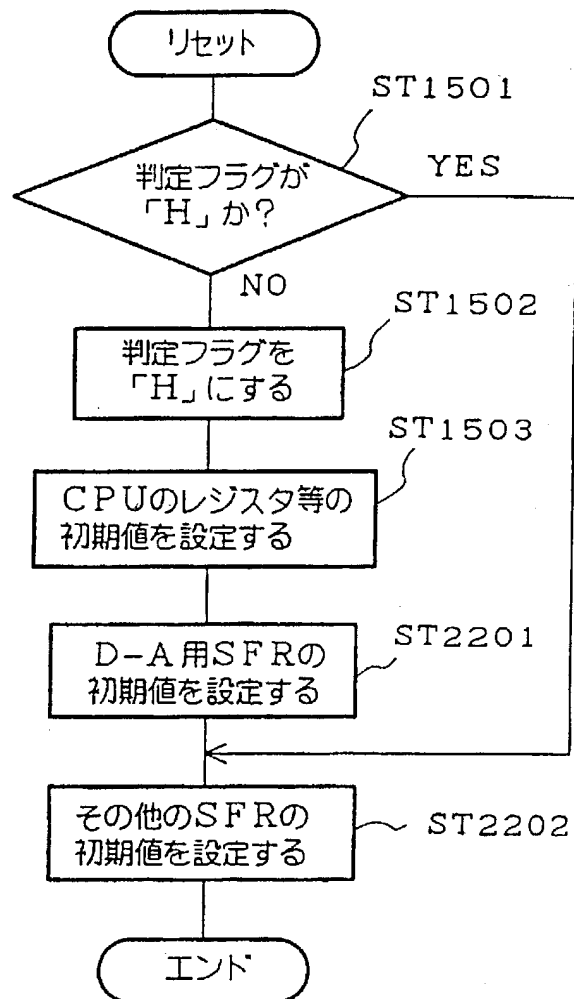 リセット
ST1501
判定フラグが
「H」か?
YES
NO
ST1502
判定フラグを
「H」にする
ST1503
CPUのレジスタ等の
初期値を設定する
ST2201
D-A用SFRの
初期値を設定する
その他のSFRの
初期値を設定する
ST2202
エンド